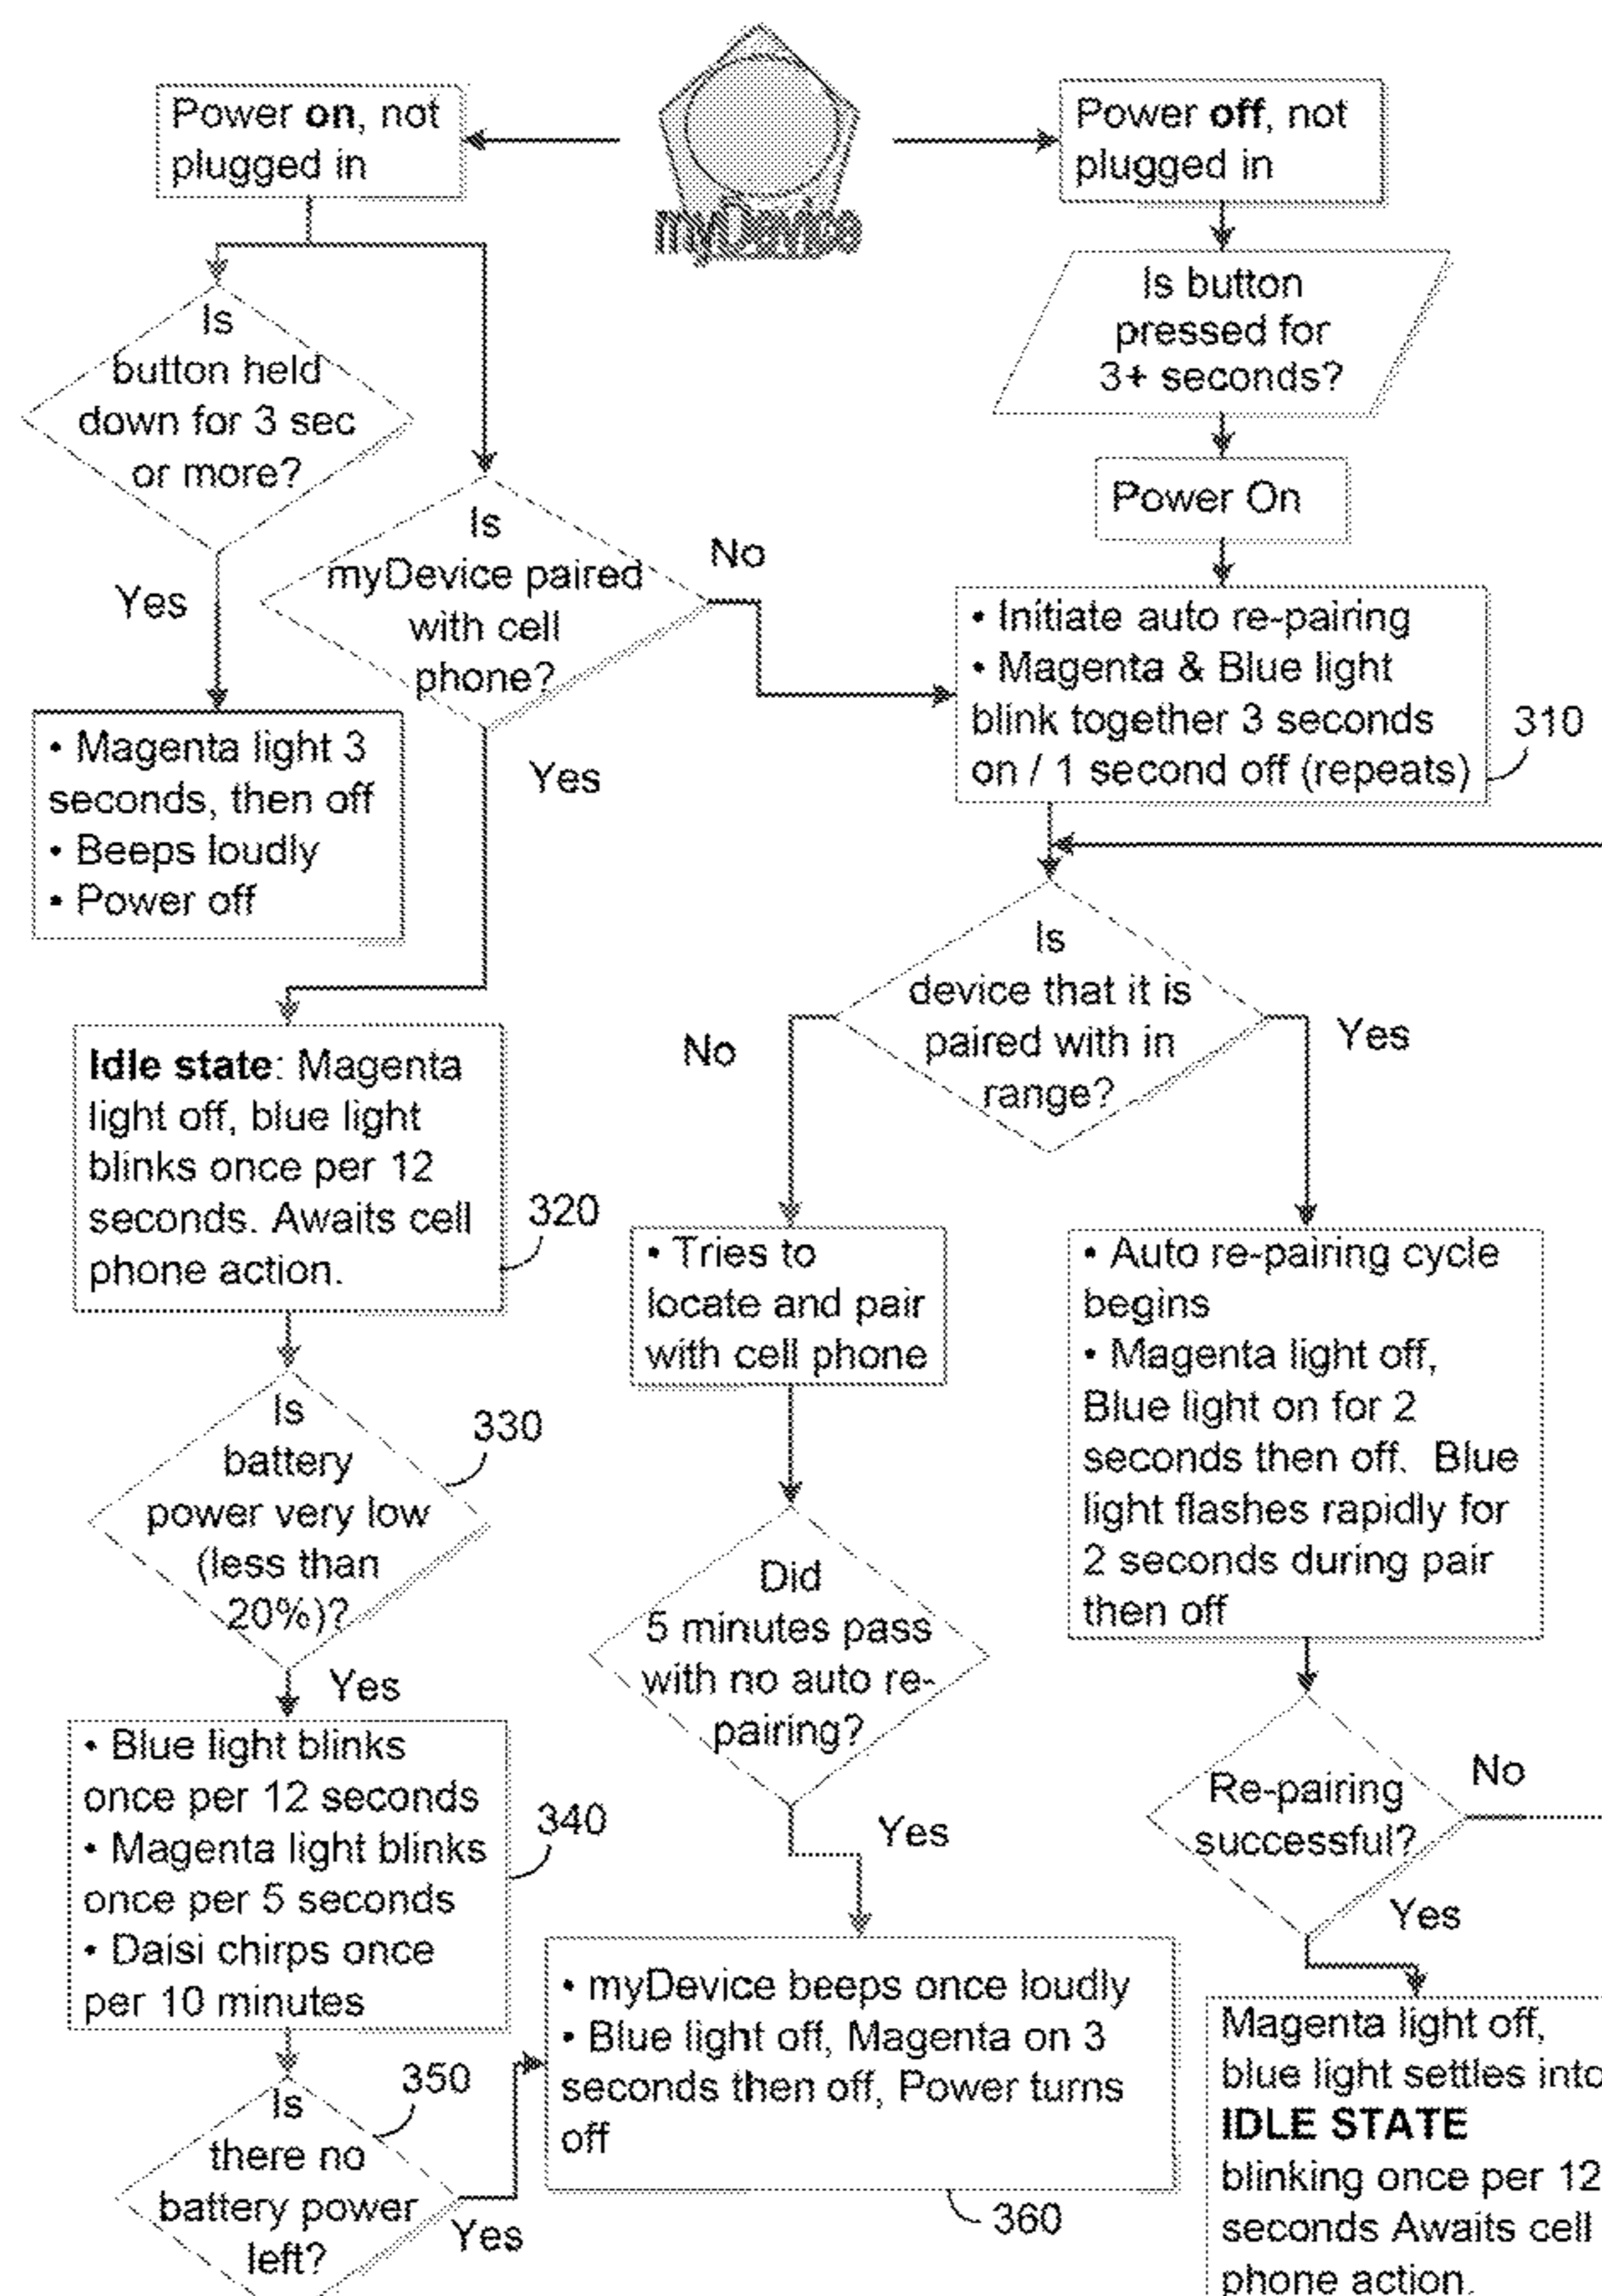 Power on, not
plugged in
myDevice
Power off, not
plugged in
Is
button held
down for 3 sec
or more?
Is button
pressed for
3+ seconds?
Power On
Is
myDevice paired
with cell
phone?
No
Yes
• Initiate auto re-pairing
• Magenta & Blue light
blink together 3 seconds
on / 1 second off (repeats)
310
• Magenta light 3
seconds, then off
• Beeps loudly
• Power off
Yes
Is
device that it is
paired with in
range?
No
Yes
Idle state: Magenta
light off, blue light
blinks once per 12
seconds. Awaits cell
phone action.
320
• Tries to
locate and pair
with cell phone
• Auto re-pairing cycle
begins
• Magenta light off,
Blue light on for 2
seconds then off. Blue
light flashes rapidly for
2 seconds during pair
then off
Is
battery
power very low
(less than
20%)?
330
Yes
Did
5 minutes pass
with no auto re-
pairing?
Yes
Re-pairing
successful?
No
Yes
• Blue light blinks
once per 12 seconds
• Magenta light blinks
once per 5 seconds
• Daisi chirps once
per 10 minutes
340
• myDevice beeps once loudly
• Blue light off, Magenta on 3
seconds then off, Power turns
off
360
Magenta light off,
blue light settles into
IDLE STATE
blinking once per 12
seconds Awaits cell
phone action.
Is
there no
battery power
left?
350
Yes